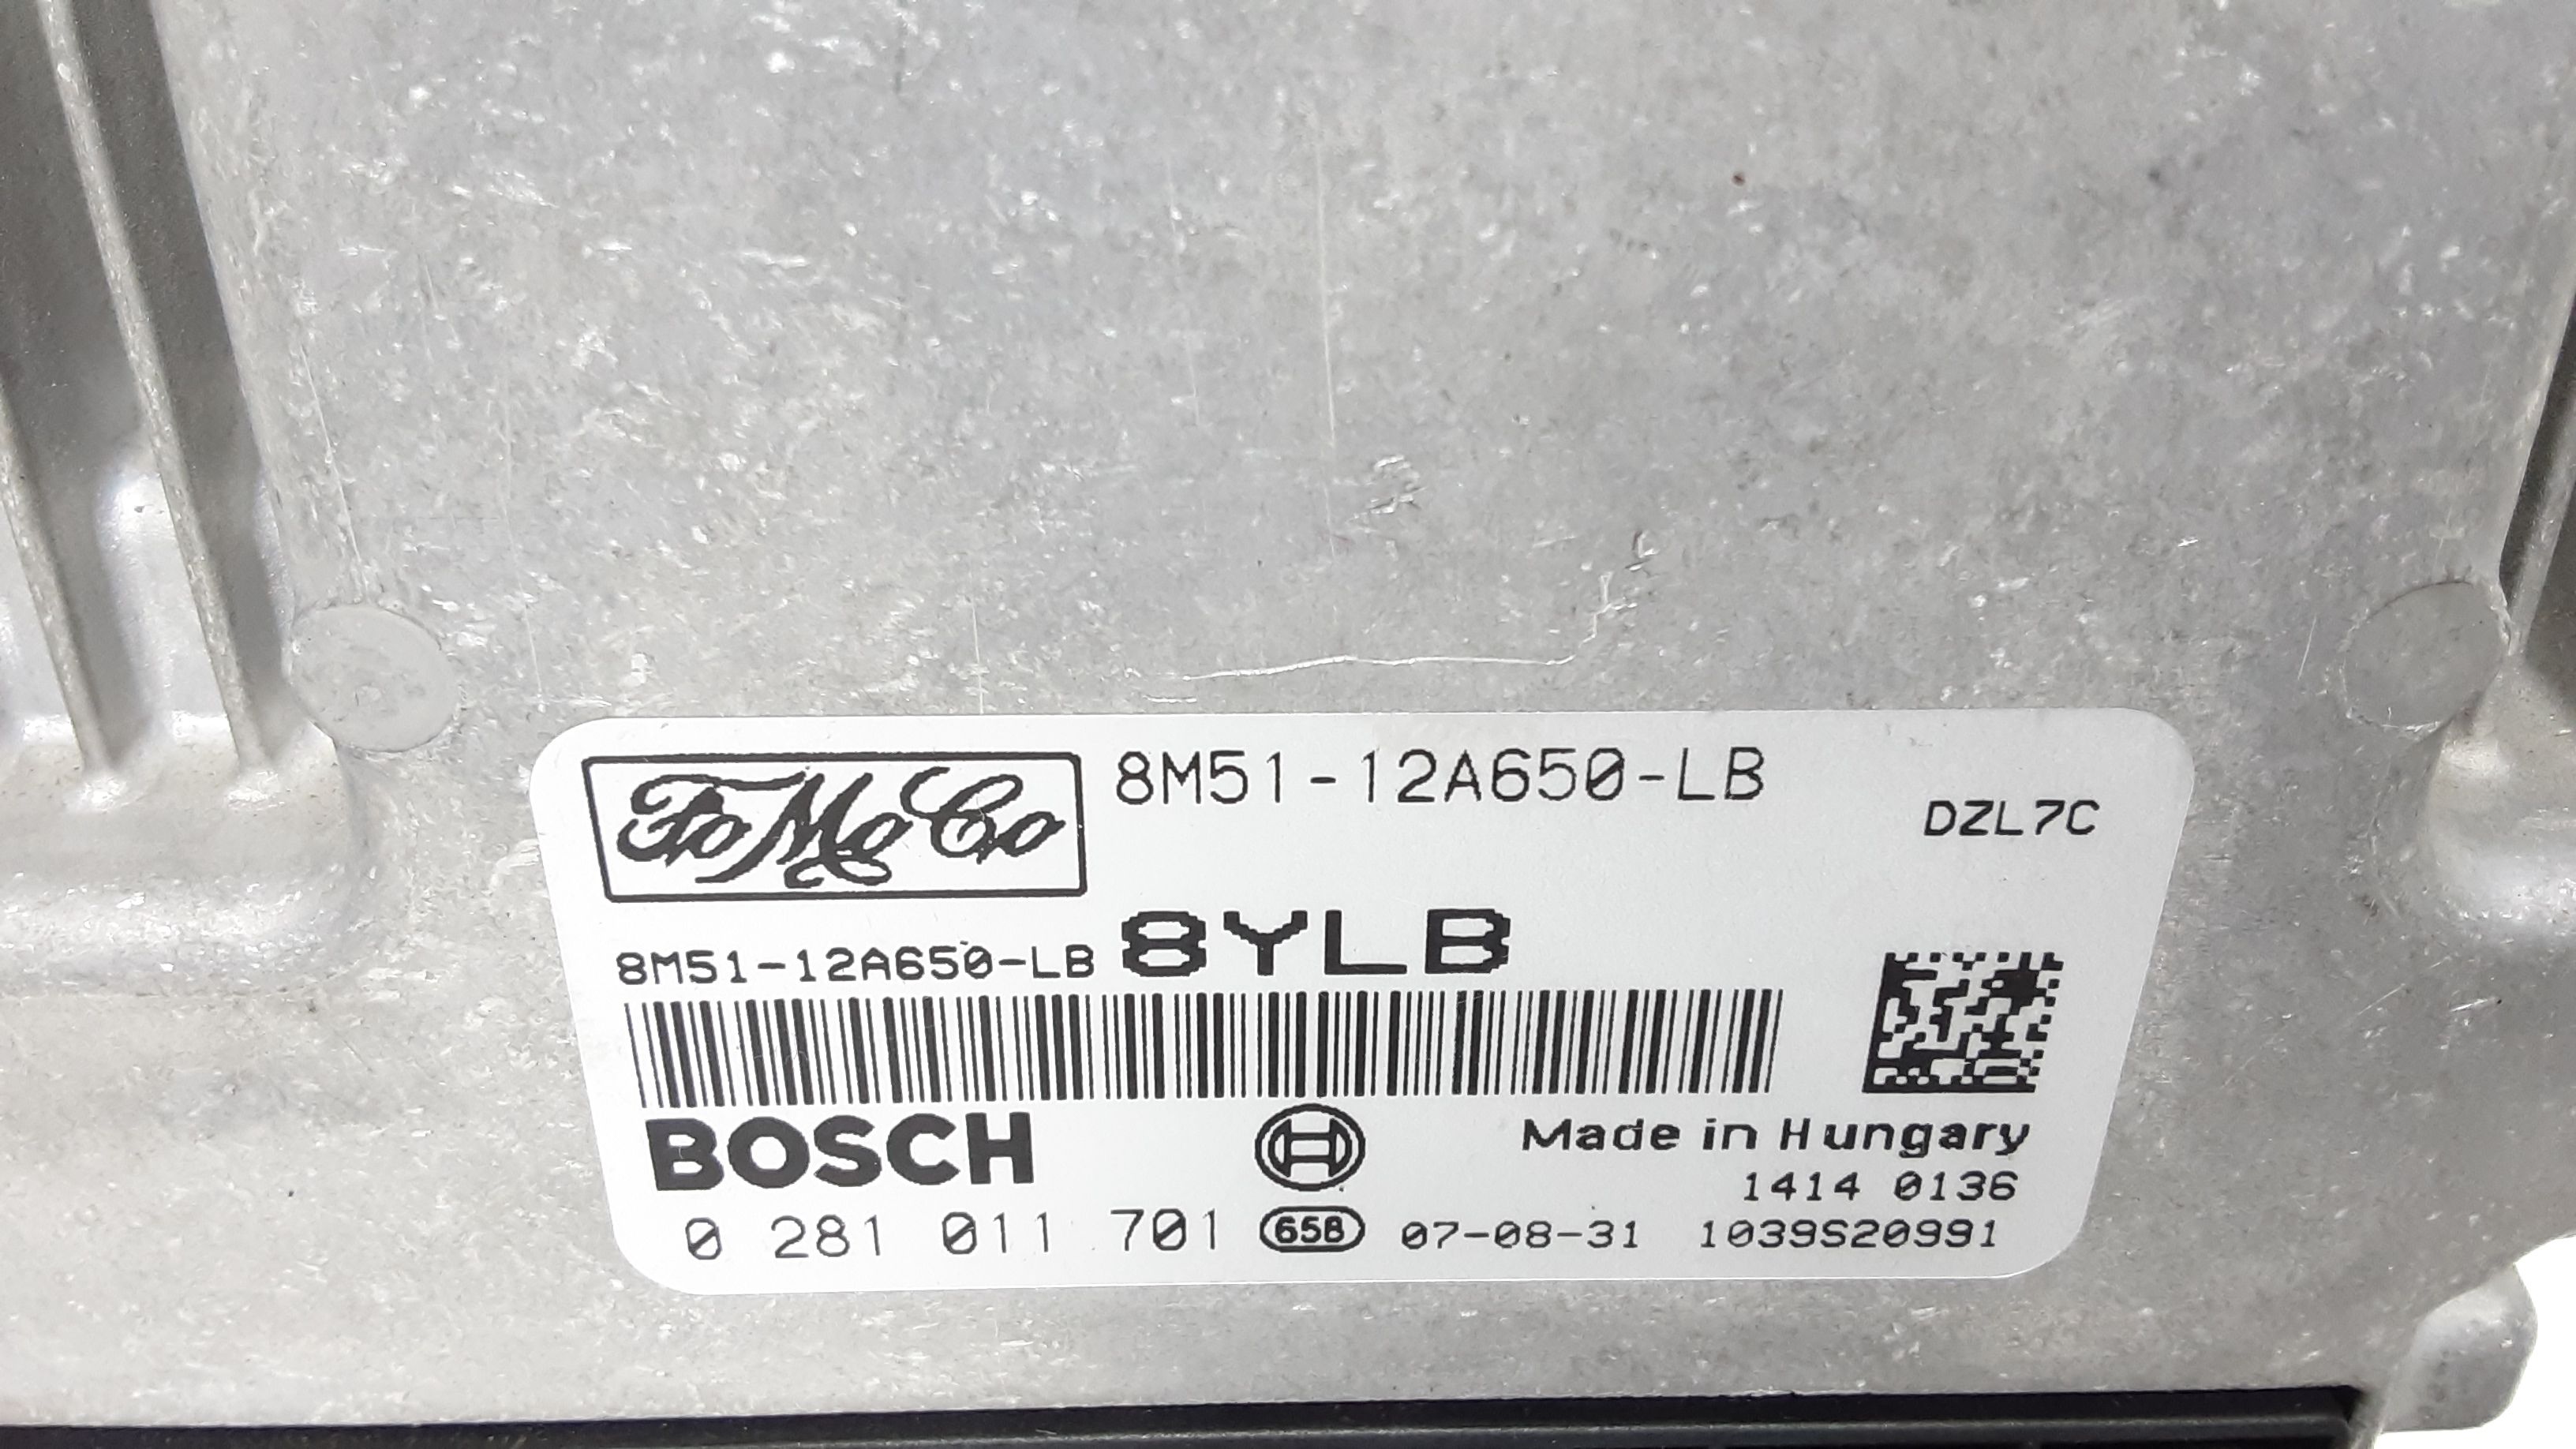 FoMoCo 8M51-12A650-LB
DZL7C
8M51-12A650-LB 8YLB
BOSCH Made in Hungary
1414 0136
0 281 011 701 658 07-08-31 1039S20991